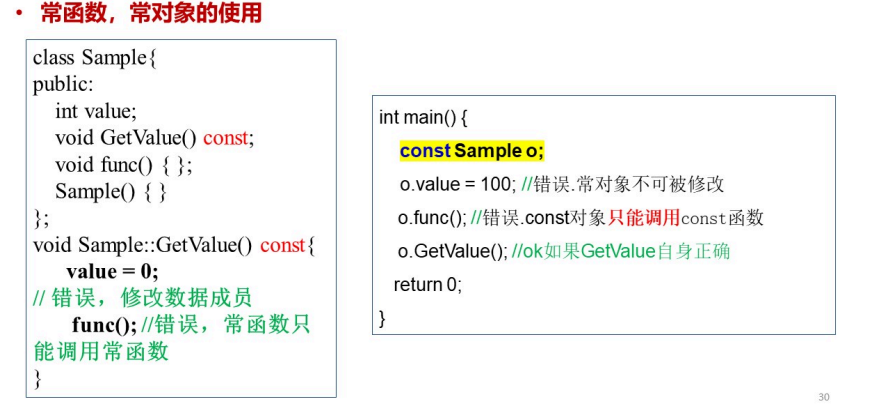 • 常函数，常对象的使用
class Sample{
public:
int value;
void GetValue() const;
void func() { };
Sample() { }
};
void Sample::GetValue() const{
value = 0;
// 错误，修改数据成员
func(); //错误，常函数只
能调用常函数
}
int main() {
const Sample o;
o.value = 100; //错误.常对象不可被修改
o.func(); //错误.const对象只能调用const函数
o.GetValue(); //ok如果GetValue自身正确
return 0;
}
30